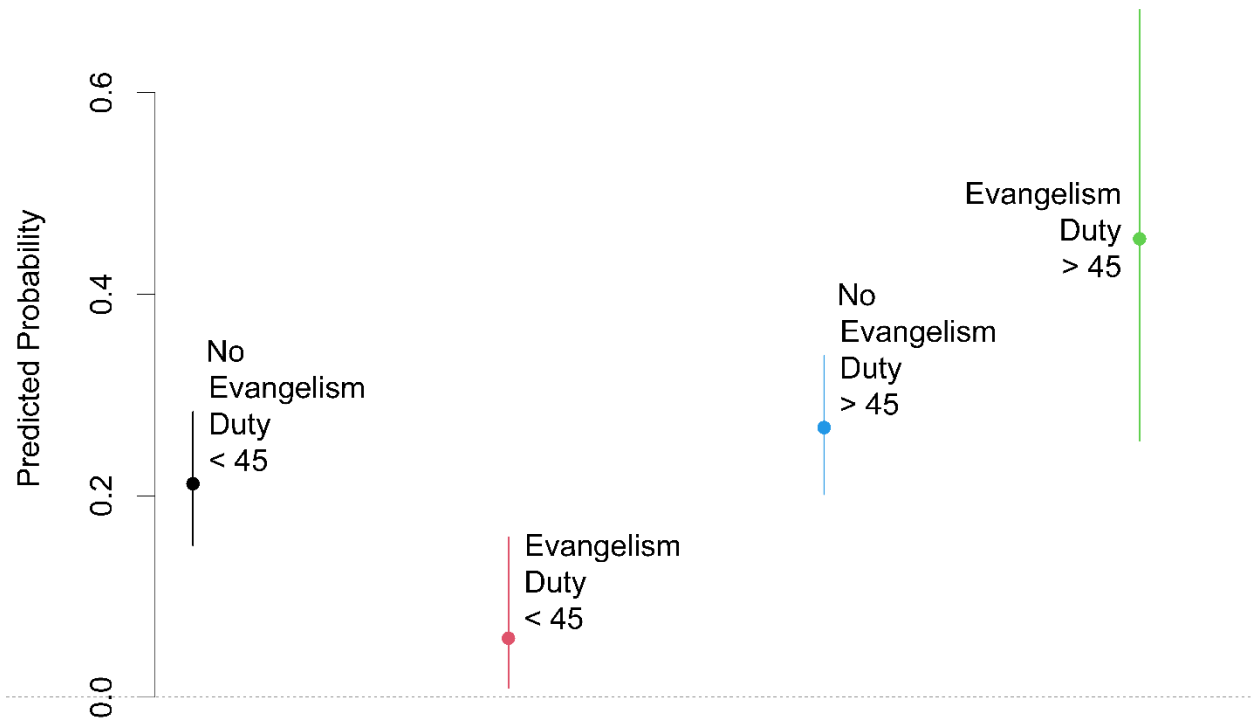 0.6
0.4
0.2
0.0
Predicted Probability
No
Evangelism
Duty
< 45
Evangelism
Duty
< 45
No
Evangelism
Duty
> 45
Evangelism
Duty
> 45